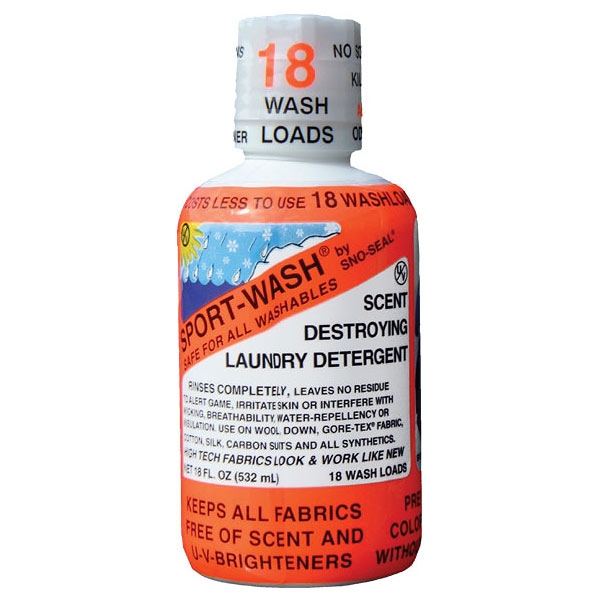 NS
18
NO
WASH
LOADS
NER
COSTS LESS TO USE 18 WASHLOA
SPORT-WASH® by SNO-SEAL®
SAFE FOR ALL WASHABLES
UV
SCENT
DESTROYING
LAUNDRY DETERGENT
RINSES COMPLETELY, LEAVES NO RESIDUE
TO ALERT GAME, IRRITATE SKIN OR INTERFERE WITH
WICKING, BREATHABILITY, WATER-REPELLENCY OR
INSULATION. USE ON WOOL, DOWN, GORE-TEX® FABRIC,
COTTON, SILK, CARBON SUITS AND ALL SYNTHETICS.
HIGH TECH FABRICS LOOK & WORK LIKE NEW
NET 18 FL. OZ (532 mL) 18 WASH LOADS
KEEPS ALL FABRICS
FREE OF SCENT AND
U-V-BRIGHTENERS
PRE
COLO
WITHO